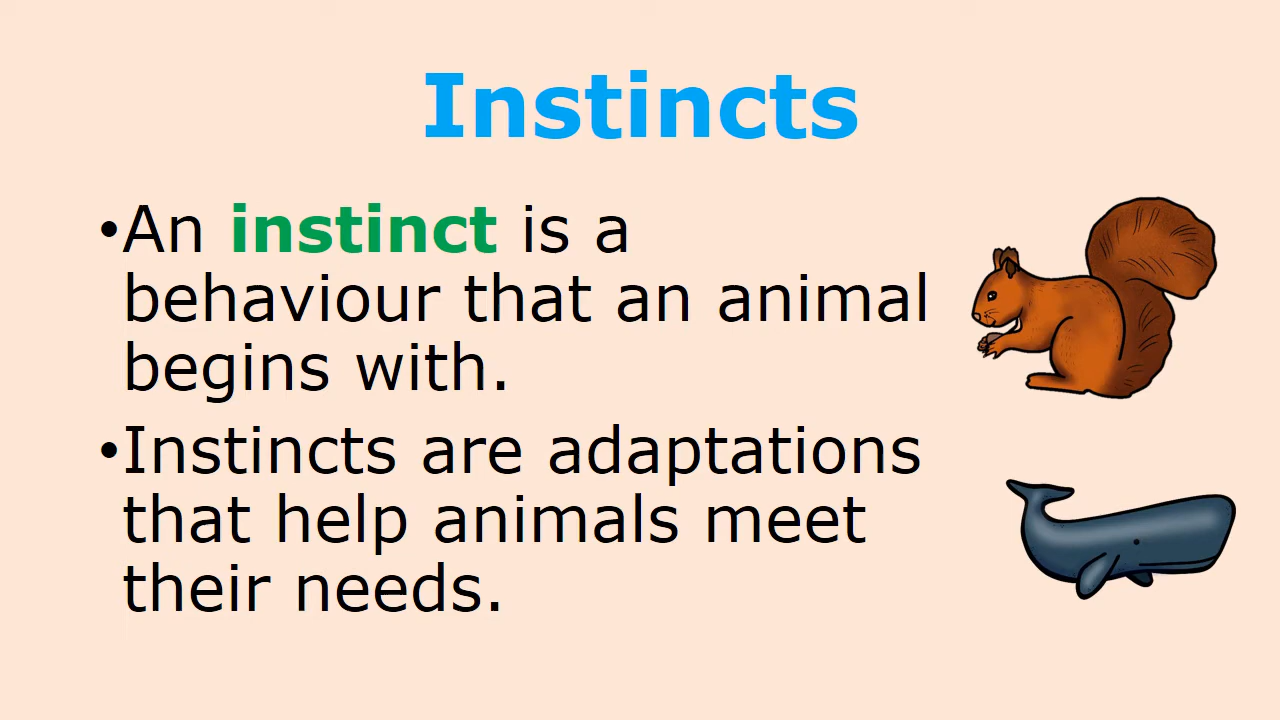 Instincts
•An instinct is a
behaviour that an animal
begins with.
•Instincts are adaptations
that help animals meet
their needs.